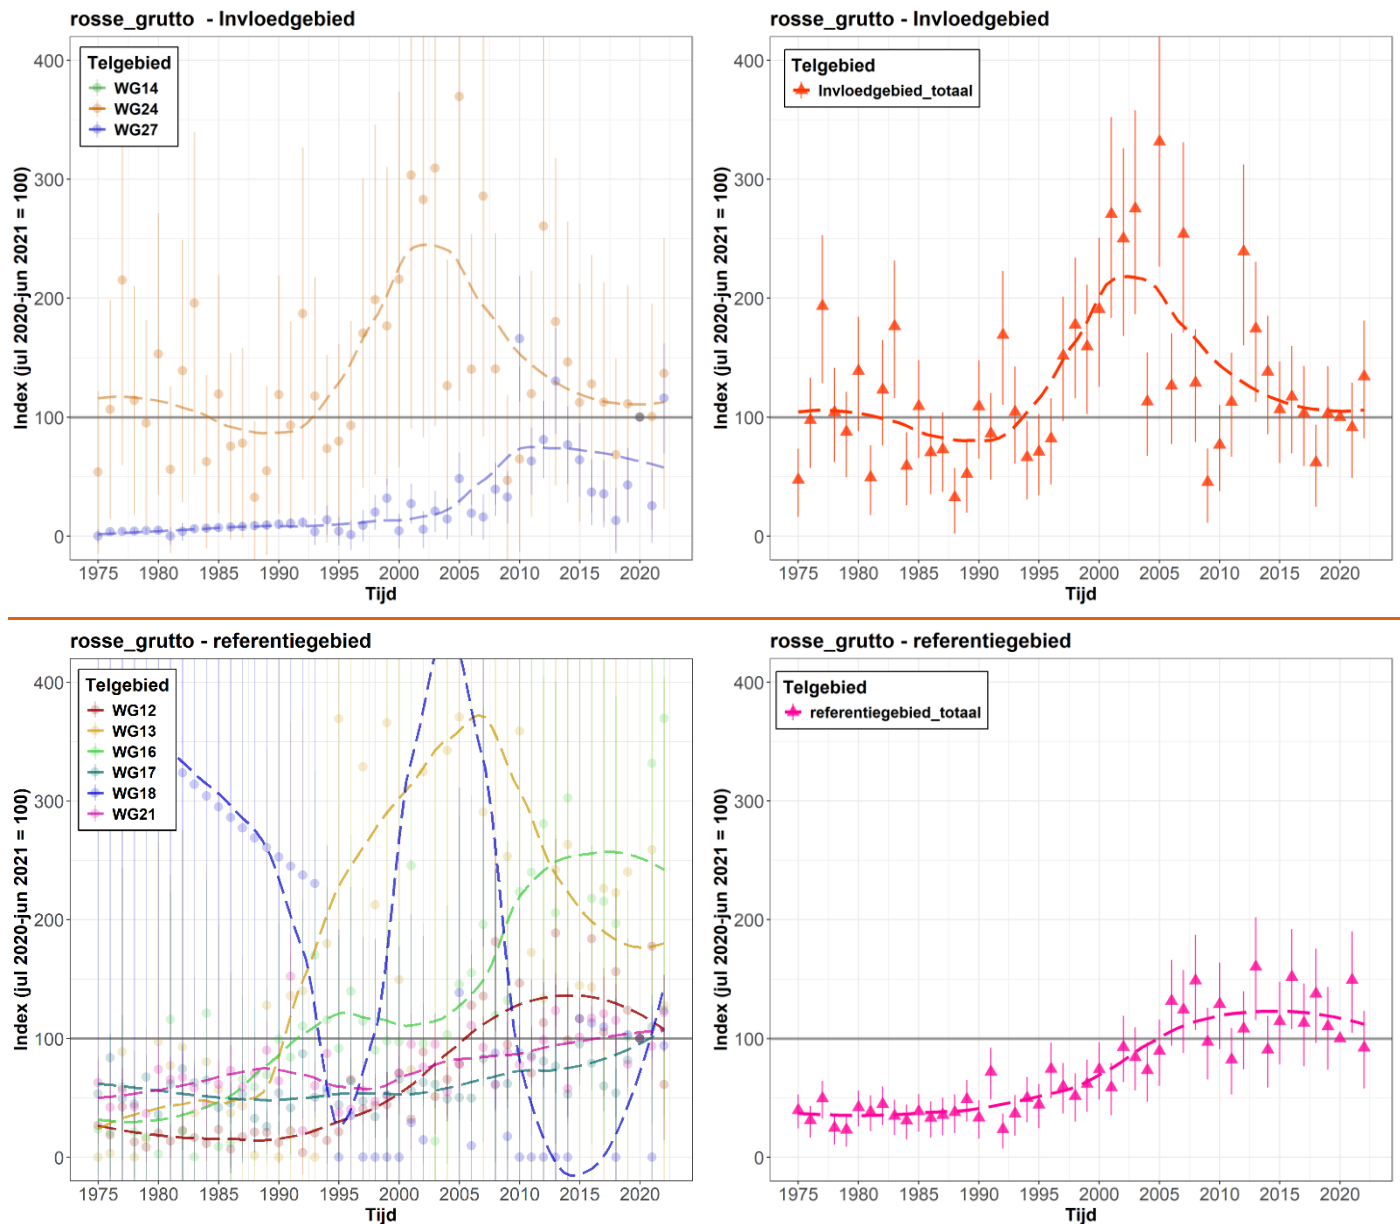 rosse_grutto - Invloedgebied
Index (jul 2020-jun 2021 = 100)
400
300
200
100
0
Telgebied
WG14
WG24
WG27
1975 1980 1985 1990 1995 2000 2005 2010 2015 2020
Tijd
rosse_grutto - Invloedgebied
Index (jul 2020-jun 2021 = 100)
400
300
200
100
0
Telgebied
Invloedgebied_totaal
1975 1980 1985 1990 1995 2000 2005 2010 2015 2020
Tijd
rosse_grutto - referentiegebied
Index (jul 2020-jun 2021 = 100)
400
300
200
100
0
Telgebied
WG12
WG13
WG16
WG17
WG18
WG21
1975 1980 1985 1990 1995 2000 2005 2010 2015 2020
Tijd
rosse_grutto - referentiegebied
Index (jul 2020-jun 2021 = 100)
400
300
200
100
0
Telgebied
referentiegebied_totaal
1975 1980 1985 1990 1995 2000 2005 2010 2015 2020
Tijd